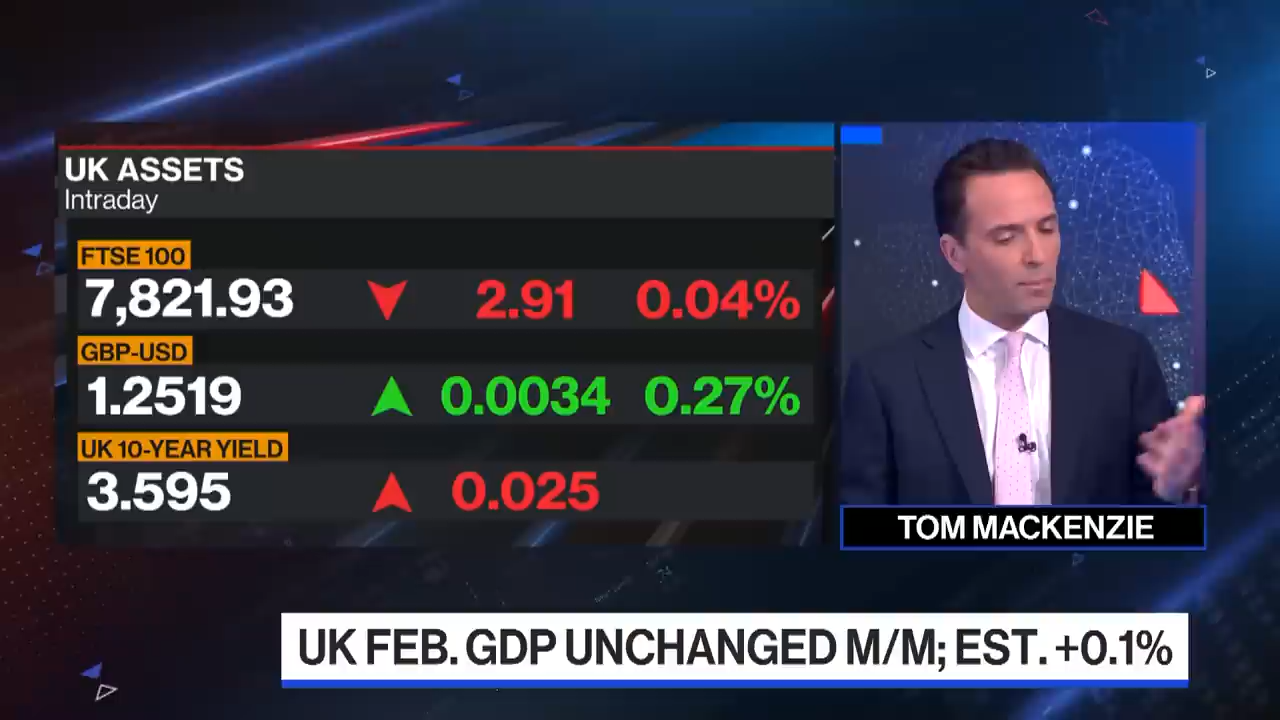 UK ASSETS
Intraday
FTSE 100
7,821.93 ▼ 2.91 0.04%
GBP-USD
1.2519 ▲ 0.0034 0.27%
UK 10-YEAR YIELD
3.595 ▲ 0.025
TOM MACKENZIE
UK FEB. GDP UNCHANGED M/M; EST. +0.1%